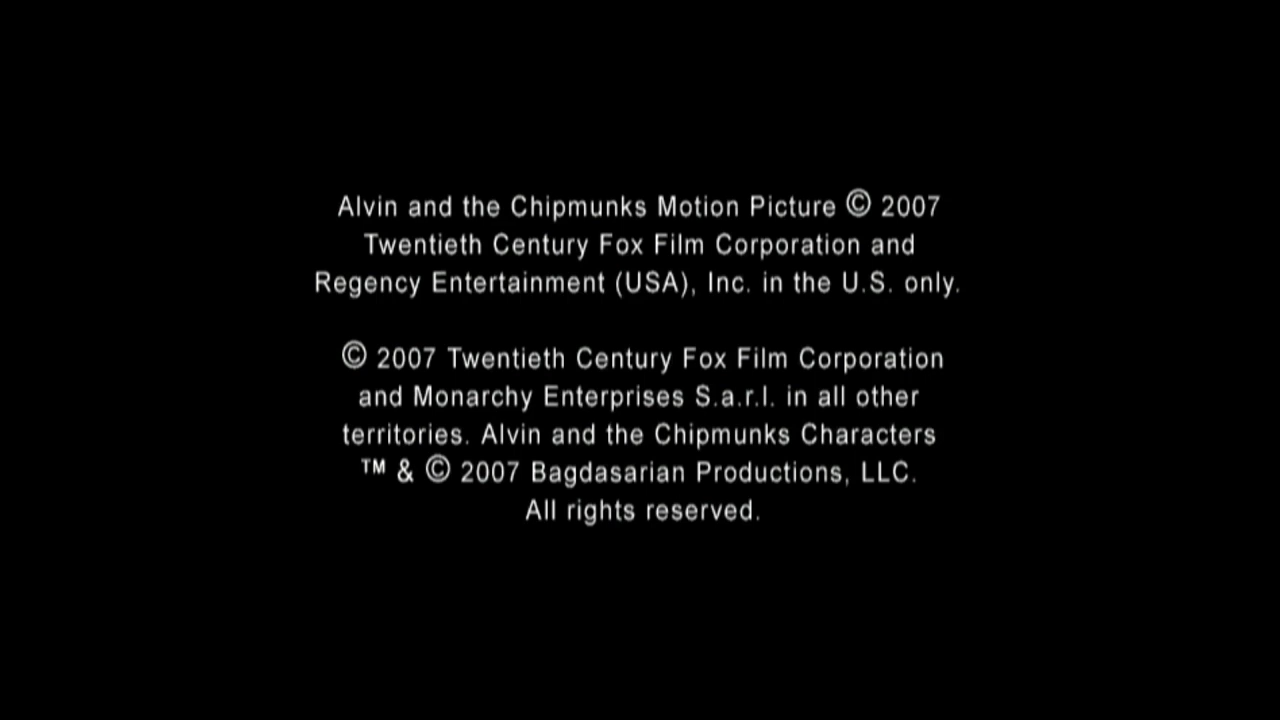 Alvin and the Chipmunks Motion Picture © 2007
Twentieth Century Fox Film Corporation and
Regency Entertainment (USA), Inc. in the U.S. only.
© 2007 Twentieth Century Fox Film Corporation
and Monarchy Enterprises S.a.r.l. in all other
territories. Alvin and the Chipmunks Characters
™ & © 2007 Bagdasarian Productions, LLC.
All rights reserved.